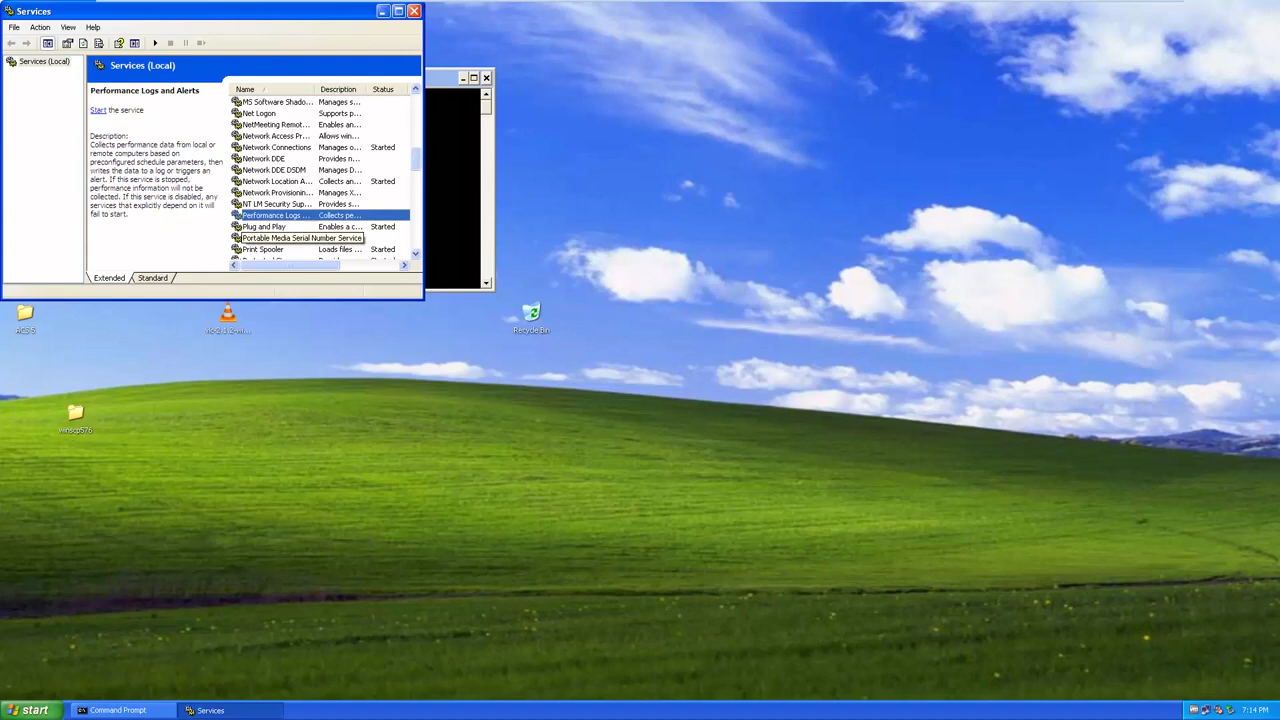 Services
File Action View Help
Services (Local)
Services (Local)
Performance Logs and Alerts
Start the service
Description:
Collects performance data from local or
remote computers based on
preconfigured schedule parameters, then
writes the data to a log or triggers an
alert. If this service is stopped,
performance information will not be
collected. If this service is disabled, any
services that explicitly depend on it will
fail to start.
Name Description Status
MS Software Shado... Manages s...
Net Logon Supports p...
NetMeeting Remot... Enables an...
Network Access Pr... Allows win...
Network Connections Manages o... Started
Network DDE Provides n...
Network DDE DSDM Manages D...
Network Location A... Collects an... Started
Network Provisionin... Manages X...
NT LM Security Sup... Provides s...
Performance Logs ... Collects pe...
Plug and Play Enables a c... Started
Portable Media Serial Number Service
Print Spooler Loads files ... Started
Extended Standard
ACS 5
Recycle Bin
winscp576
start Command Prompt Services 7:14 PM